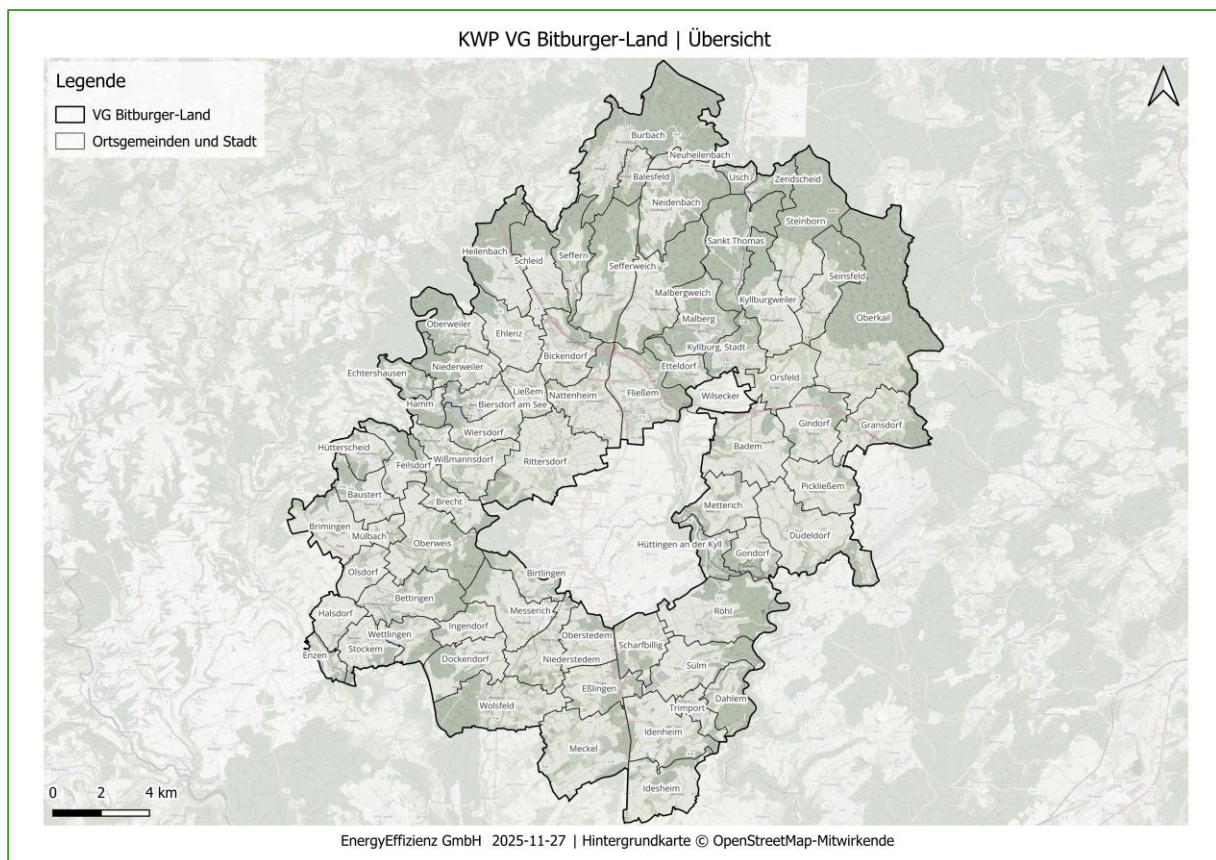 KWP VG Bitburger-Land | Übersicht
Legende
VG Bitburger-Land
Ortsgemeinden und Stadt
Burbach
Neuheilenbach
Balesfeld
Usch
Zendscheid
Neidenbach
Steinborn
Heilenbach
Schleid
Seffern
Sankt Thomas
Sefferweich
Seinsfeld
Malbergweich
Kyllburgweiler
Oberweiler
Ehlenz
Malberg
Oberkail
Kyllburg, Stadt
Bickendorf
Echtershausen
Niederweiler
Etteldorf
Orsfeld
Ließem
Nattenheim
Fließem
Wilsecker
Hamm
Biersdorf am See
Wiersdorf
Gindorf
Gransdorf
Hütterscheid
Feilsdorf
Wißmannsdorf
Rittersdorf
Badem
Baustert
Brecht
Pickließem
Metterich
Brimingen
Mülbach
Oberweis
Hüttingen an der Kyll
Düdeldorf
Gondorf
Olsdorf
Birtlingen
Bettingen
Halsdorf
Messerich
Röhl
Wettlingen
Ingendorf
Oberstedem
Scharfbillig
Stockem
Enzen
Dockendorf
Niederstedem
Sülm
Eßlingen
Dahlem
Wolsfeld
Trimport
Idenheim
Meckel
Idesheim
0 2 4 km
EnergyEffizienz GmbH 2025-11-27 | Hintergrundkarte © OpenStreetMap-Mitwirkende